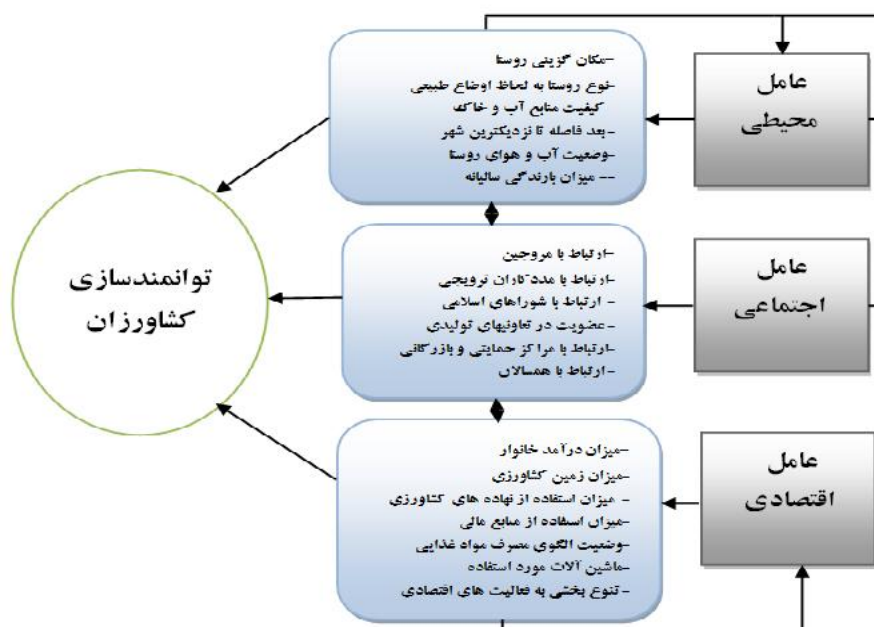 عامل
محیطی
-مکان گزینی روستا
-نوع روستا به لحاظ اوضاع طبیعی
کیفیت منابع آب و خاک
-بعد فاصله تا نزدیکترین شهر
-وضعیت آب و هوای روستا
-- میزان بارندگی سالیانه
عامل
اجتماعی
-ارتباط با مروجین
-ارتباط با مددکاران ترویجی
- ارتباط با شوراهای اسلامی
-عضویت در تعاونیهای تولیدی
-ارتباط با مراکز حمایتی و بازرگانی
- ارتباط با همسالان
عامل
اقتصادی
-میزان درآمد خانوار
-میزان زمین کشاورزی
- میزان استفاده از نهاده های کشاورزی
-میزان اسفاده از منابع مالی
-وضعیت الگوی مصرف مواد غذایی
-ماشین آلات مورد استفاده
- تنوع بخشی به فعالیت های اقتصادی
توانمندسازی
کشاورزان